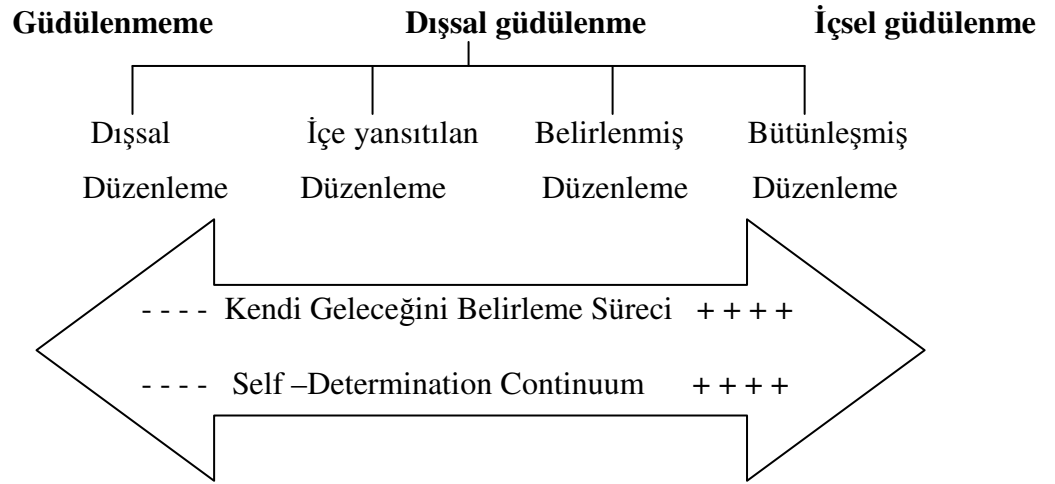 Güdülenmeme Dışsal güdülenme İçsel güdülenme
Dışsal İçe yansıtılan Belirlenmiş Bütünleşmiş
Düzenleme Düzenleme Düzenleme Düzenleme
- - - - Kendi Geleceğini Belirleme Süreci + + + +
- - - - Self –Determination Continuum + + + +